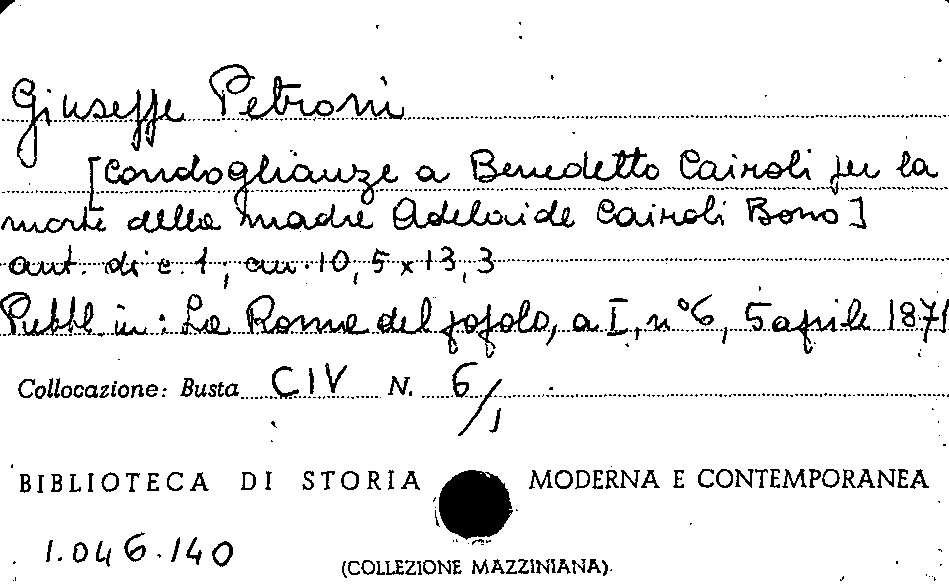 Giuseppe Petroni
[Condoglianze a Benedetto Cairoli per la
morte della madre Adelaide Cairoli Bono]
aut. di c. 1, cm. 10,5 x 13,3
Pubbl in: La Roma del popolo, a I, n° 6, 5 aprile 1871
Collocazione: Busta CIV N. 6/1
BIBLIOTECA DI STORIA MODERNA E CONTEMPORANEA
1.046.140
(COLLEZIONE MAZZINIANA)